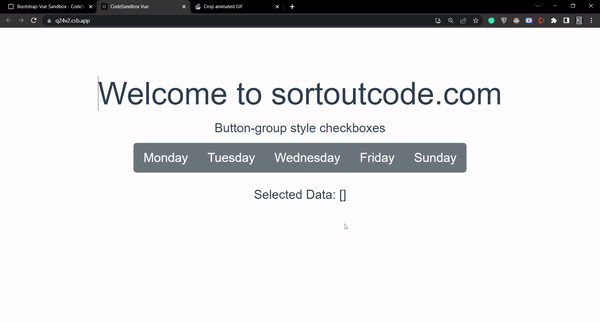 Bootstrap-Vue Sandbox - CodeS
CodeSandbox Vue
Crop animated GIF
q24v2.csb.app
Welcome to sortoutcode.com
Button-group style checkboxes
Monday Tuesday Wednesday Friday Sunday
Selected Data: []